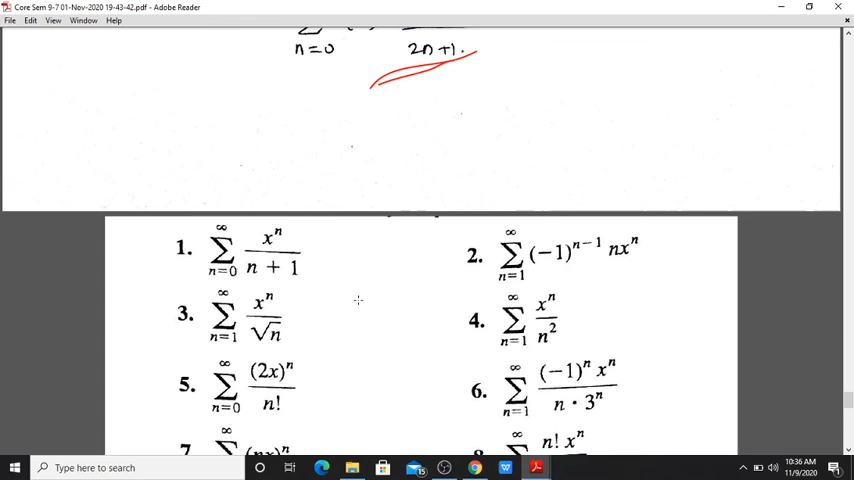 Core Sem 9-7 01-Nov-2020 19-43-42.pdf - Adobe Reader
File Edit View Window Help
n=0 2n+1.
1. ∞ ∑ n=0 x^n / n + 1
2. ∞ ∑ n=1 (−1)^{n−1} nx^n
3. ∞ ∑ n=1 x^n / √n
4. ∞ ∑ n=1 x^n / n^2
5. ∞ ∑ n=0 (2x)^n / n!
6. ∞ ∑ n=1 (−1)^n x^n / n · 3^n
∞ (nx)^n
∞ n! x^n
Type here to search
15
10:36 AM
11/9/2020